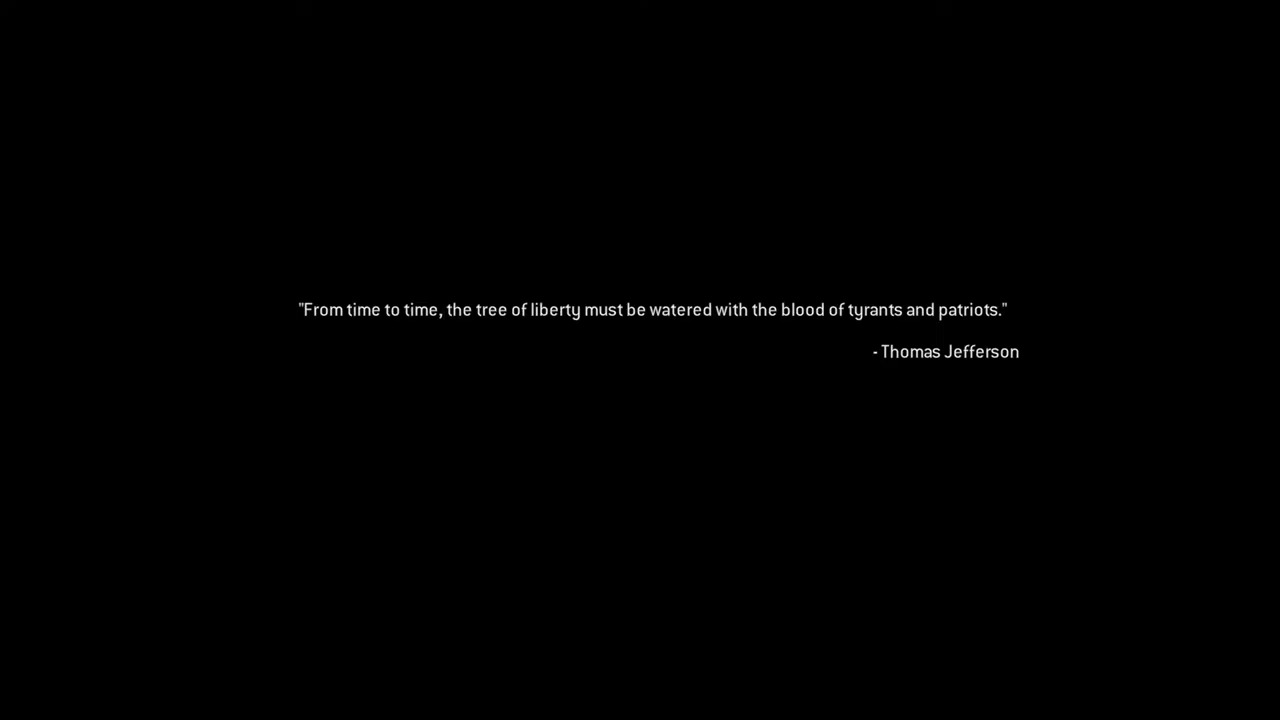 "From time to time, the tree of liberty must be watered with the blood of tyrants and patriots."
- Thomas Jefferson